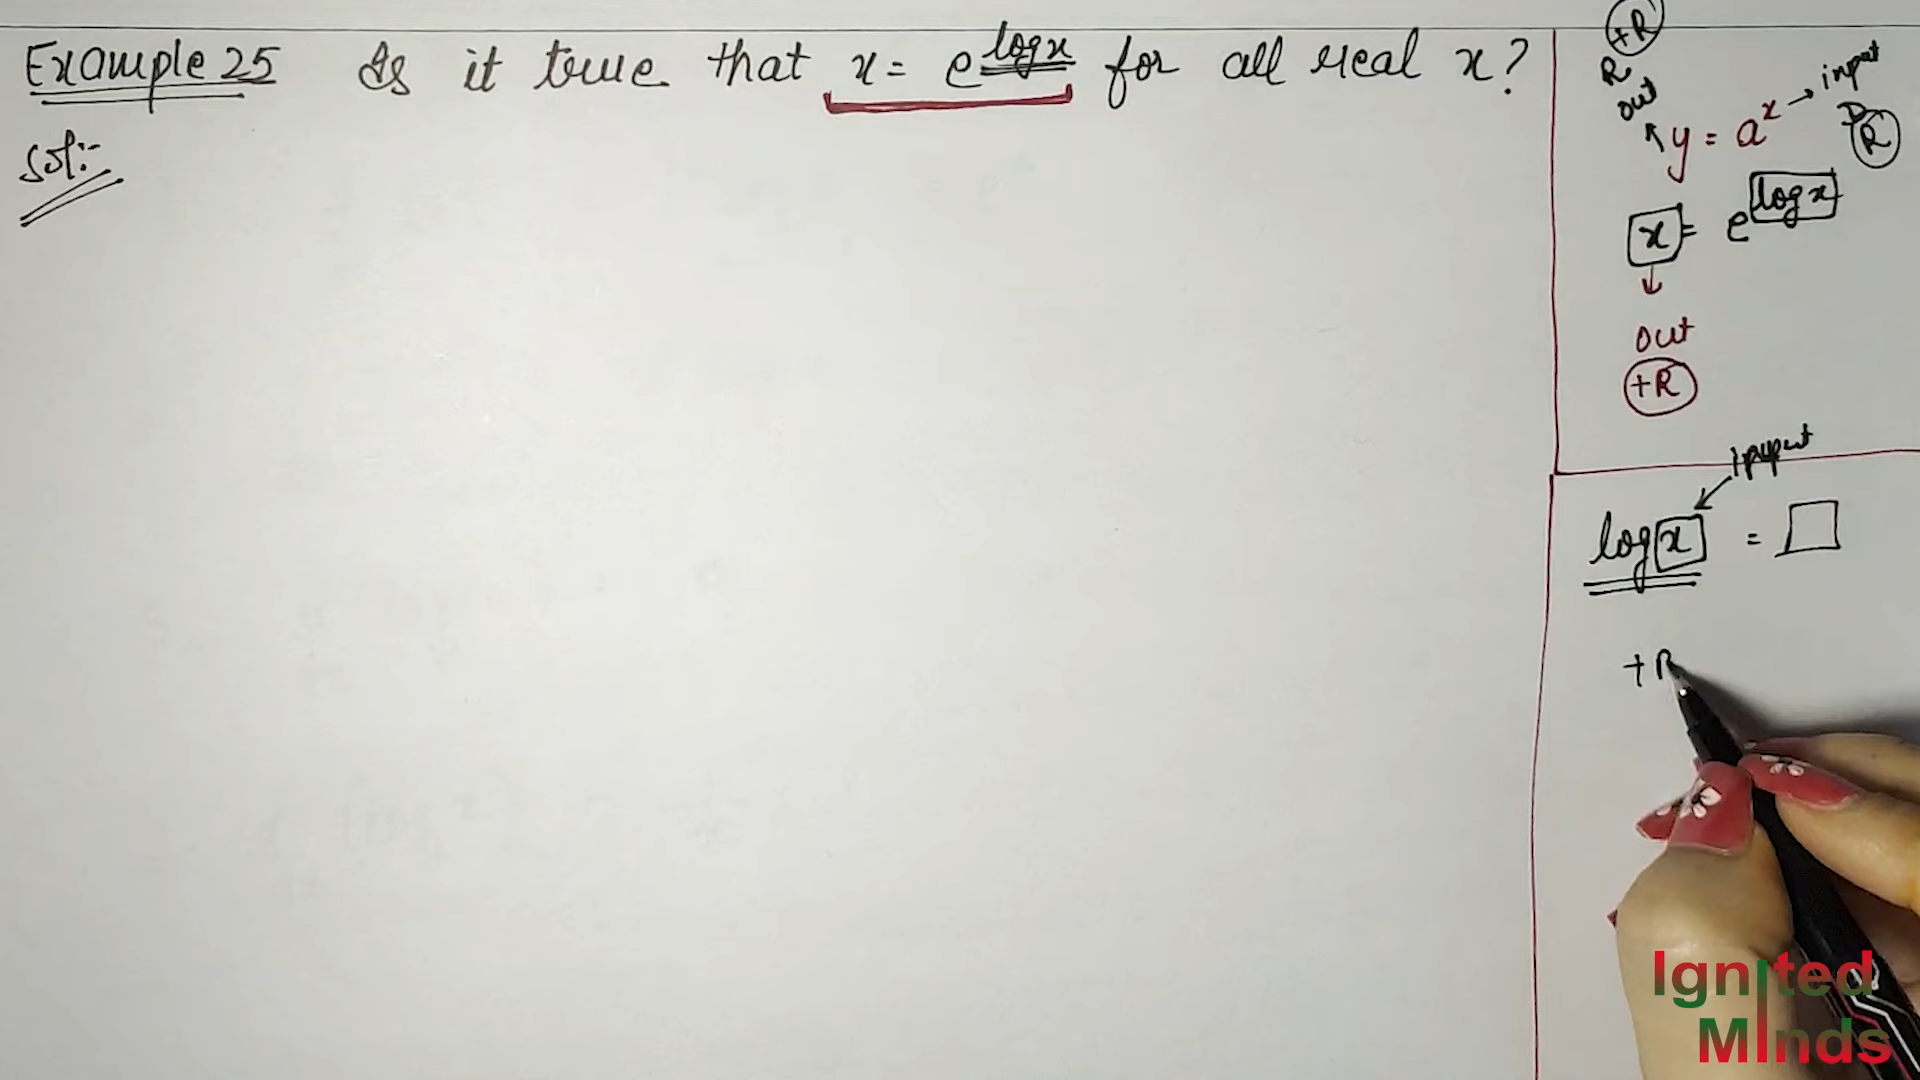 Example 25 Is it true that x = e^log x for all real x?
Sol:-
+R
R
out
input
y = a^x
D
R
x = e^log x
out
+R
input
log x = □
+R
Ignited
Minds